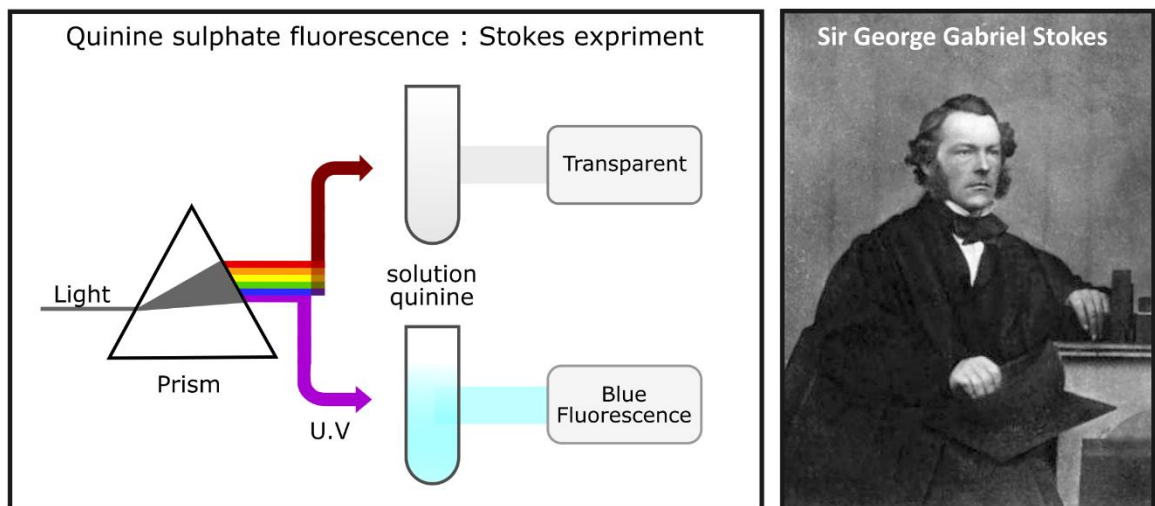 Quinine sulphate fluorescence : Stokes expriment
Light
Prism
U.V
solution
quinine
Transparent
Blue
Fluorescence
Sir George Gabriel Stokes